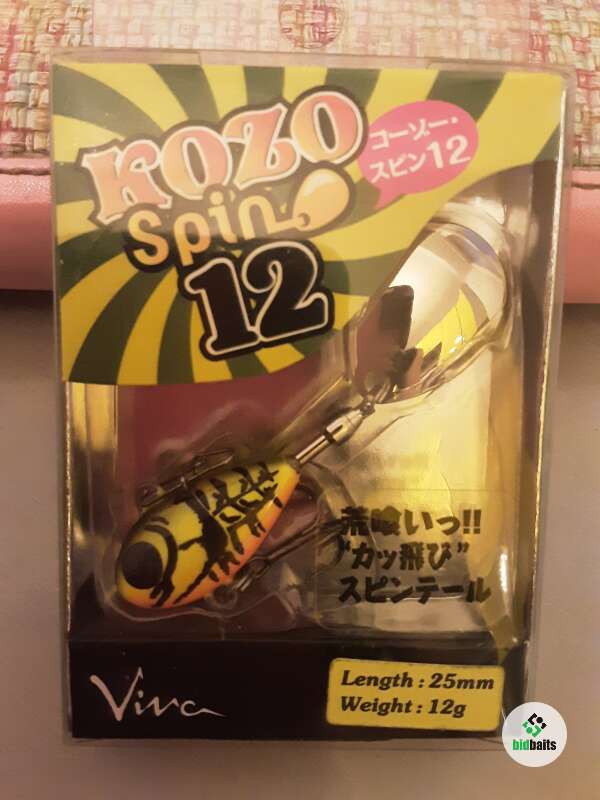 KOZO
Spin
12
コーゾー・
スピン12
荒喰いっ!!
"カッ飛び"
スピンテール
Viva
Length : 25mm
Weight : 12g
bidbaits